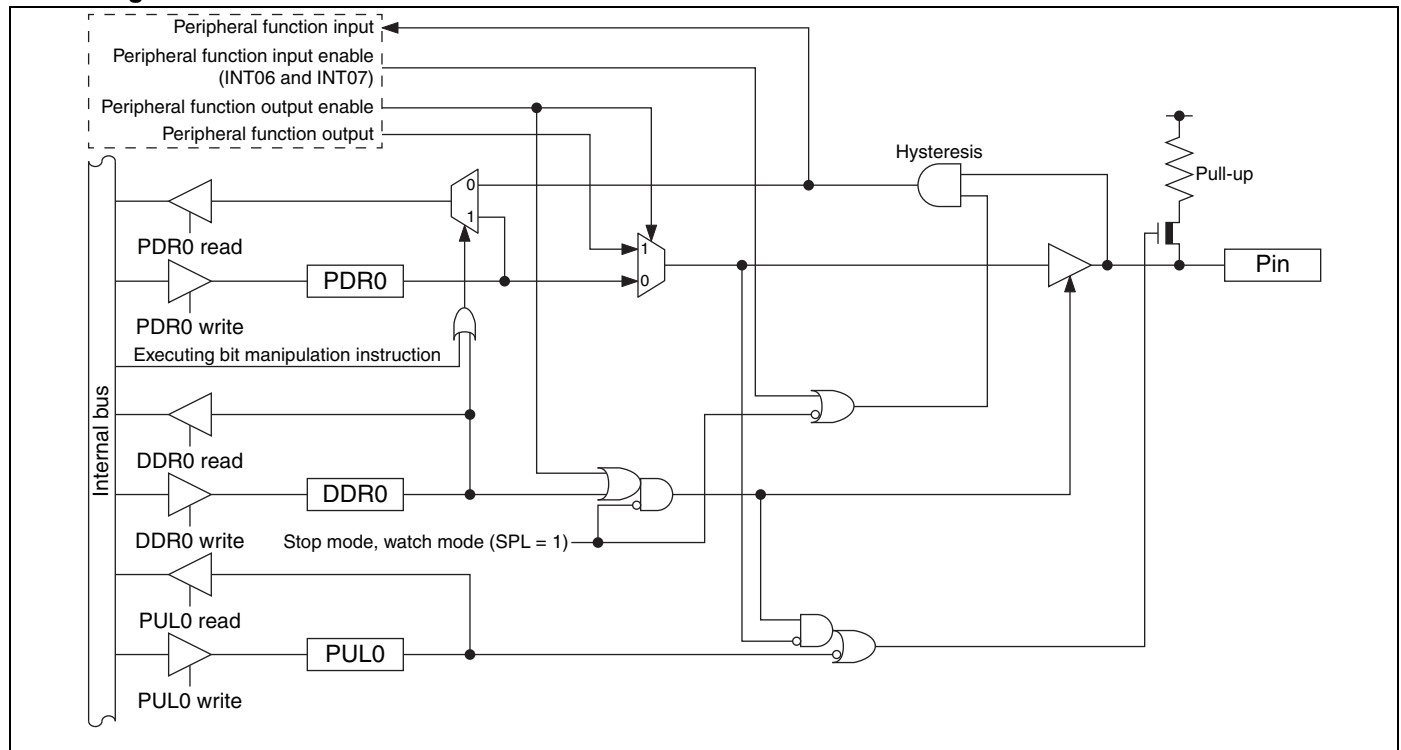 Peripheral function input
Peripheral function input enable
(INT06 and INT07)
Peripheral function output enable
Peripheral function output
Hysteresis
Pull-up
0
1
PDR0 read
1
0
Pin
PDR0
PDR0 write
Executing bit manipulation instruction
Internal bus
DDR0 read
DDR0
DDR0 write
Stop mode, watch mode (SPL = 1)
PUL0 read
PUL0
PUL0 write